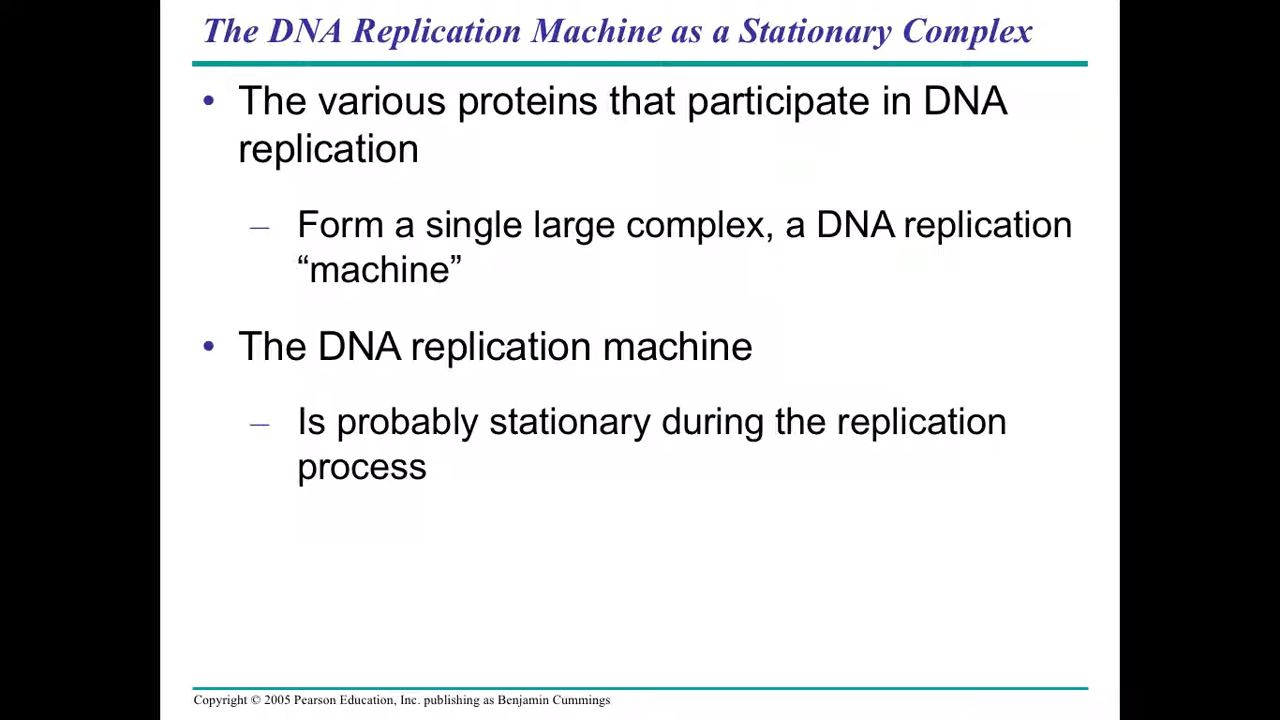 The DNA Replication Machine as a Stationary Complex
• The various proteins that participate in DNA
replication
– Form a single large complex, a DNA replication
“machine”
• The DNA replication machine
– Is probably stationary during the replication
process
Copyright © 2005 Pearson Education, Inc. publishing as Benjamin Cummings